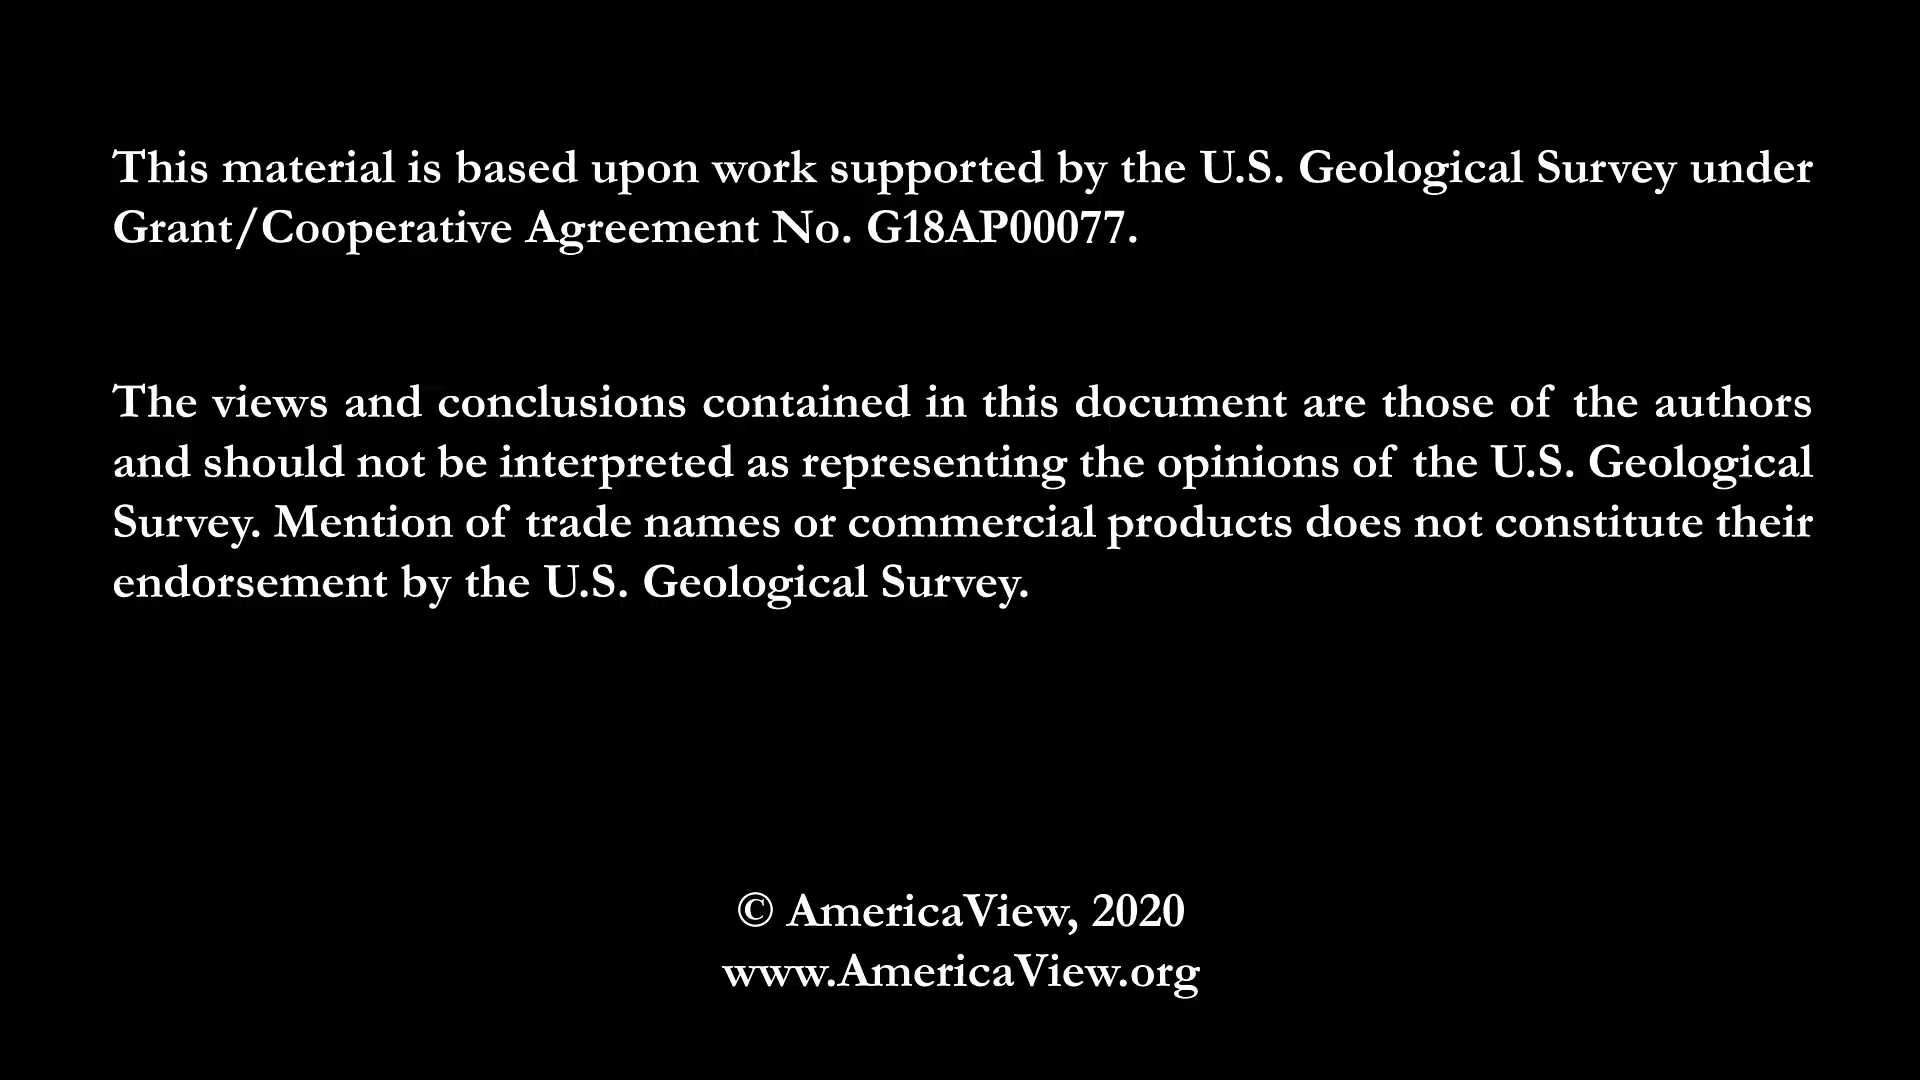 This material is based upon work supported by the U.S. Geological Survey under
Grant/Cooperative Agreement No. G18AP00077.
The views and conclusions contained in this document are those of the authors
and should not be interpreted as representing the opinions of the U.S. Geological
Survey. Mention of trade names or commercial products does not constitute their
endorsement by the U.S. Geological Survey.
© AmericaView, 2020
www.AmericaView.org